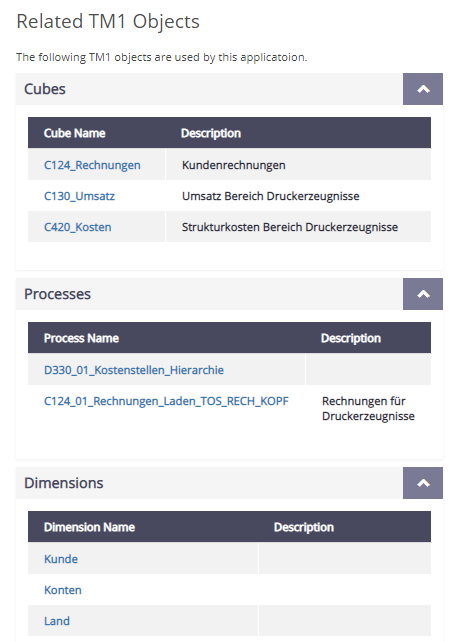 Related TM1 Objects
The following TM1 objects are used by this applicatoion.
Cubes
Cube Name Description
C124_Rechnungen Kundenrechnungen
C130_Umsatz Umsatz Bereich Druckerzeugnisse
C420_Kosten Strukturkosten Bereich Druckerzeugnisse
Processes
Process Name Description
D330_01_Kostenstellen_Hierarchie
C124_01_Rechnungen_Laden_TOS_RECH_KOPF Rechnungen für
Druckerzeugnisse
Dimensions
Dimension Name Description
Kunde
Konten
Land